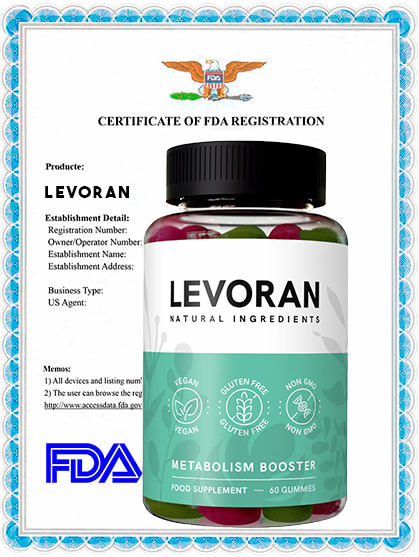 FDA
CERTIFICATE OF FDA REGISTRATION
Producte:
LEVORAN
Establishment Detail:
Registration Number:
Owner/Operator Number:
Establishment Name:
Establishment Address:
Business Type:
US Agent:
Memos:
1) All devices and listing num
2) The user can browse the reg
http://www.accessdata.fda.gov
FDA
LEVORAN
NATURAL INGREDIENTS
VEGAN
VEGAN
GLUTEN FREE
GLUTEN FREE
NON GMO
NON GMO
METABOLISM BOOSTER
FOOD SUPPLEMENT — 60 GUMMIES